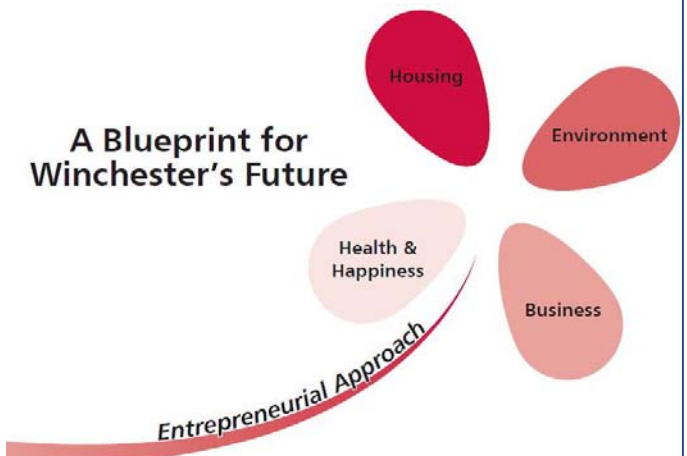 A Blueprint for
Winchester's Future
Housing
Environment
Health &
Happiness
Business
Entrepreneurial Approach